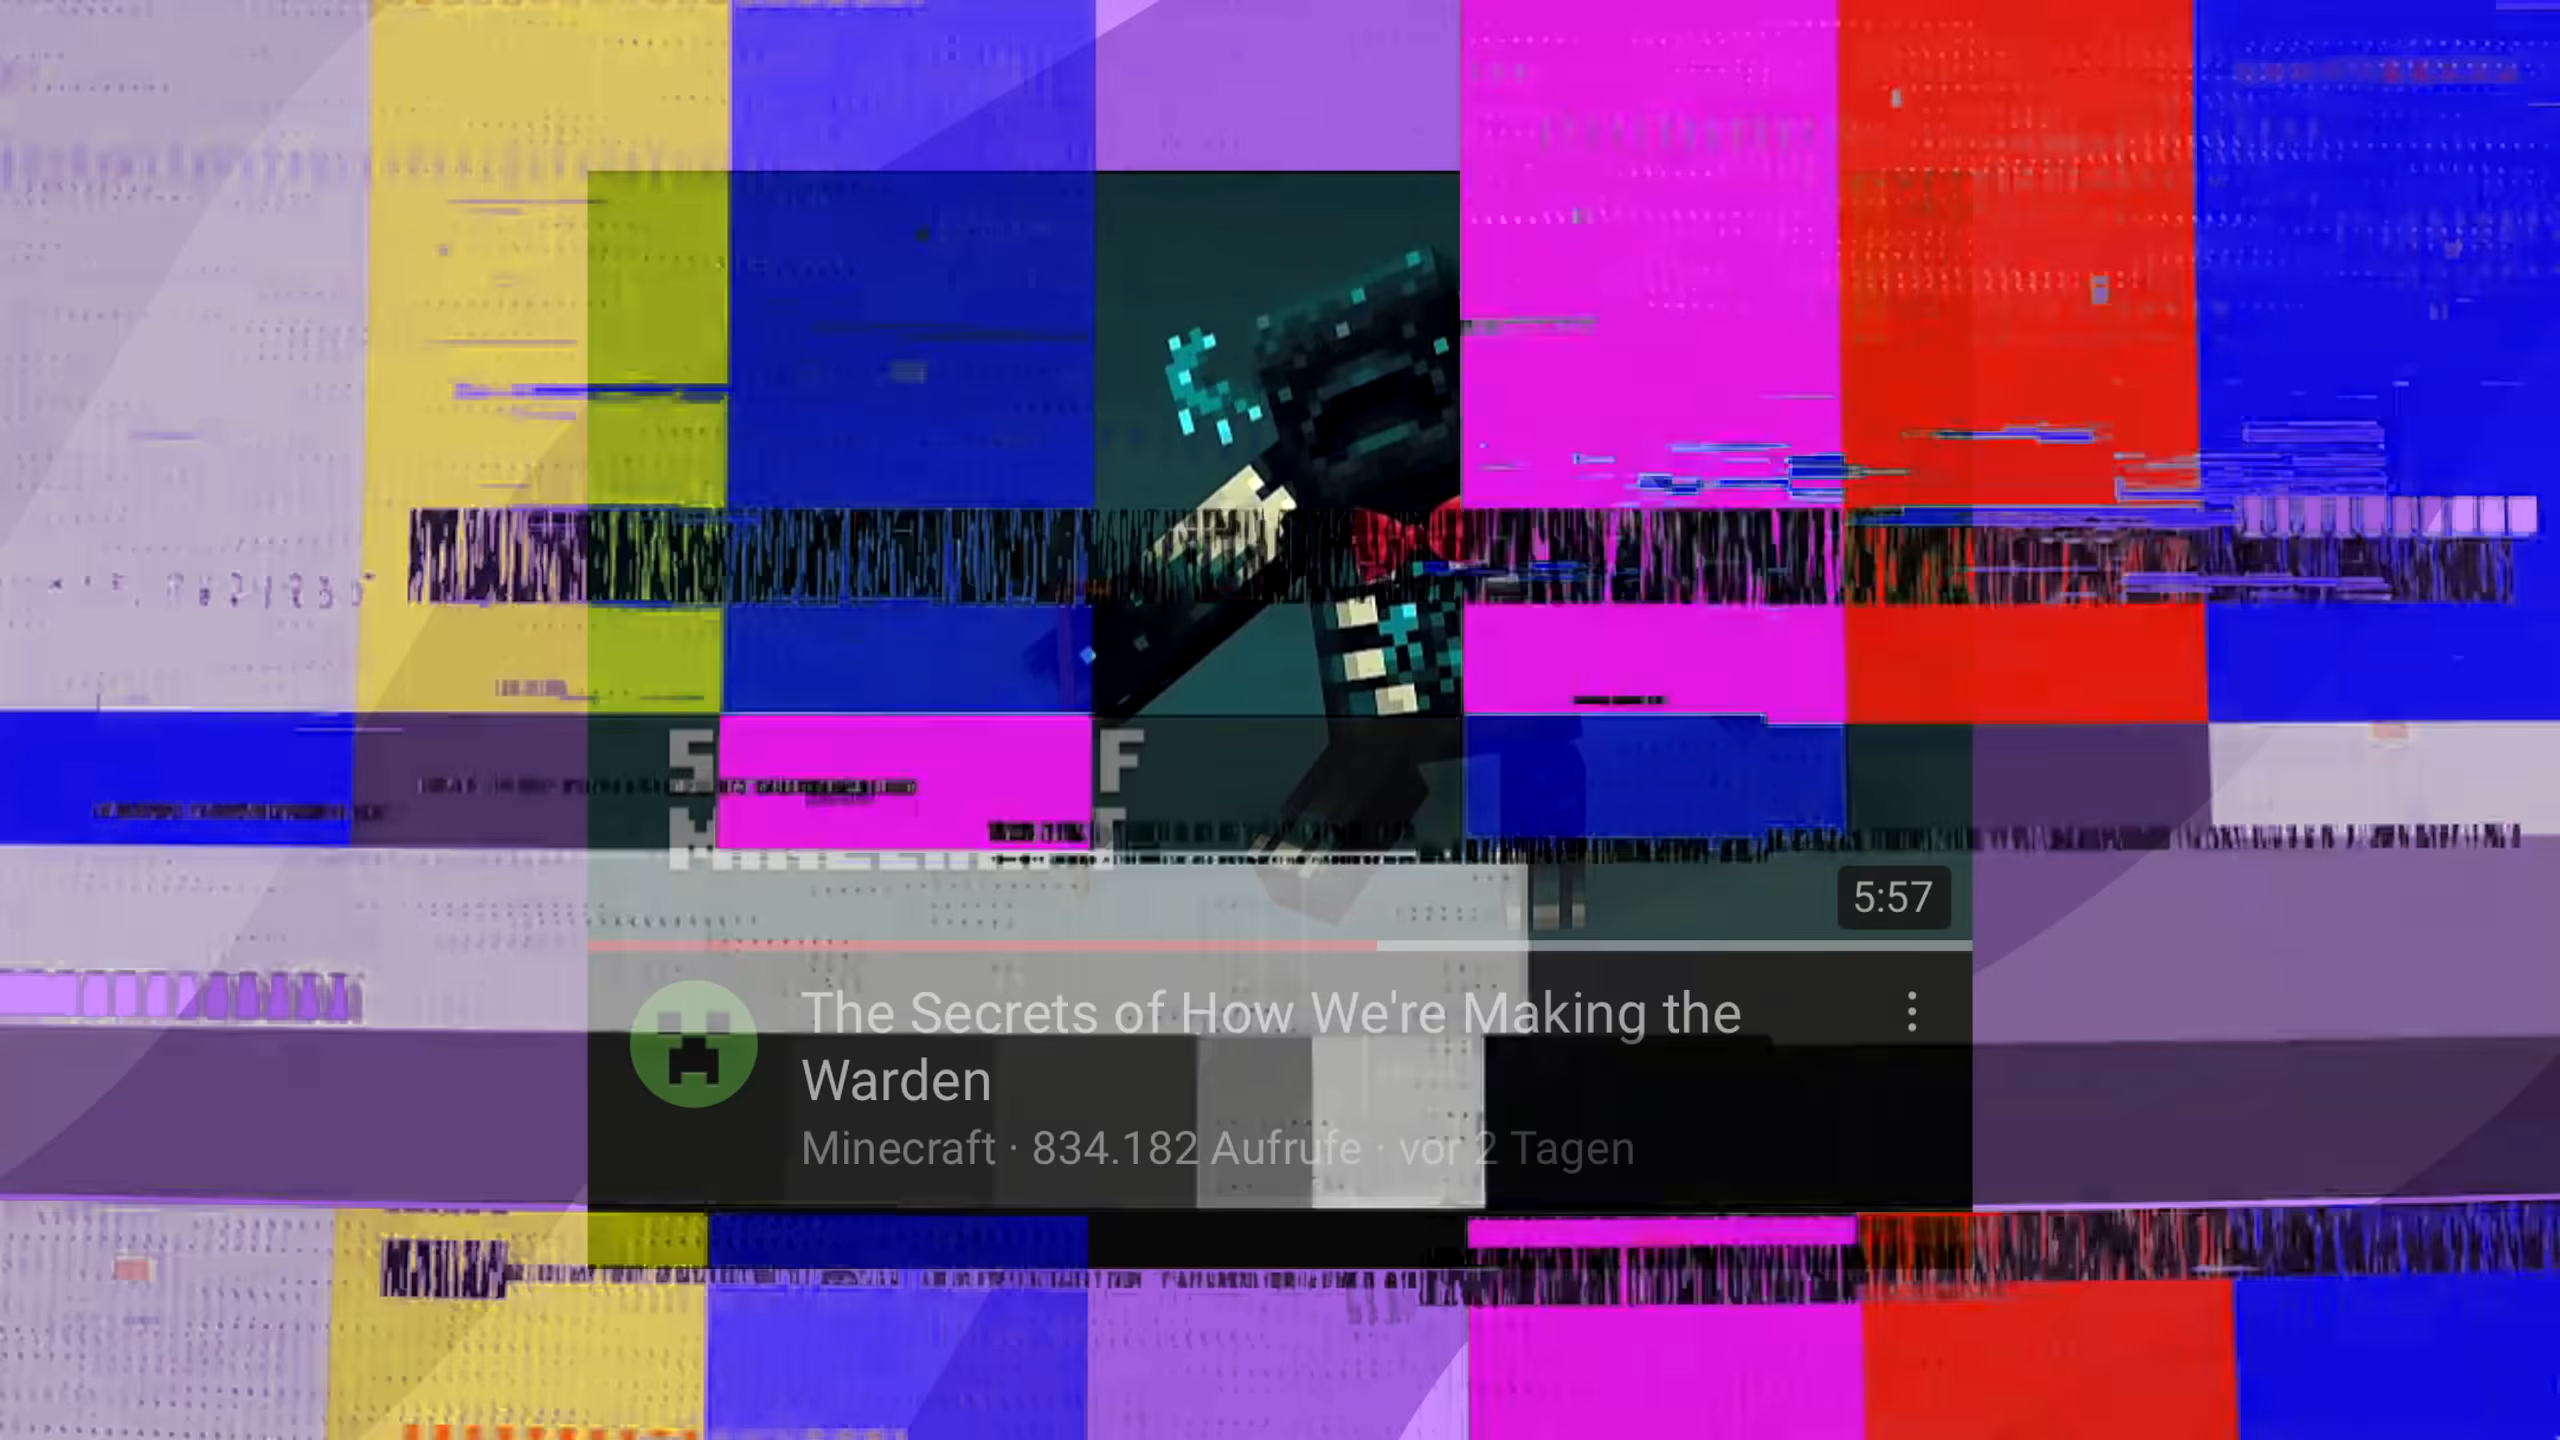 5:57
The Secrets of How We're Making the
Warden
Minecraft · 834.182 Aufrufe · vor 2 Tagen